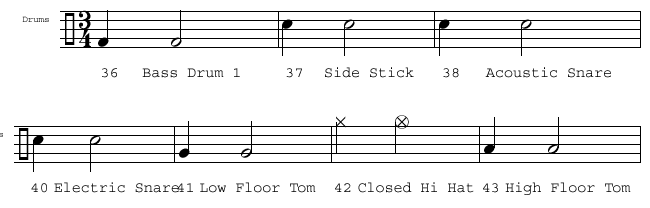 Drums
3
4
36 Bass Drum 1 37 Side Stick 38 Acoustic Snare
s
40 Electric Snare 41 Low Floor Tom 42 Closed Hi Hat 43 High Floor Tom